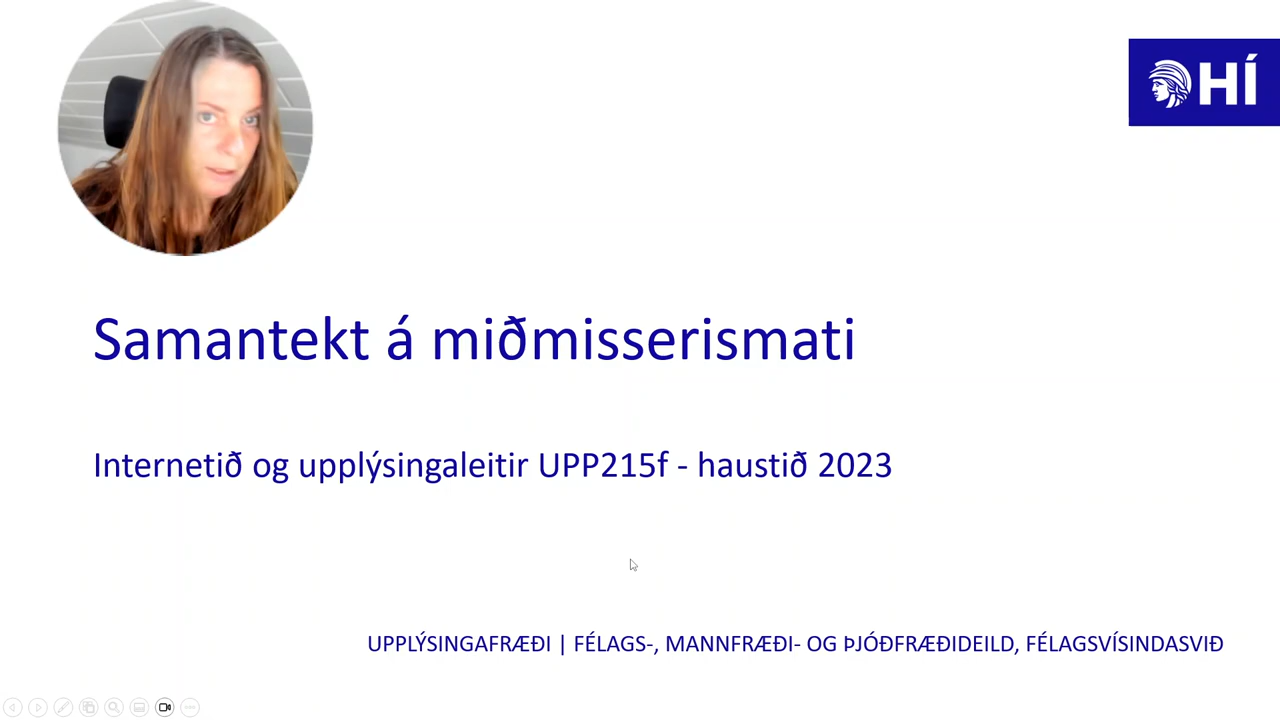 HÍ
Samantekt á miðmisserismati
Internetið og upplýsingaleitir UPP215f - haustið 2023
UPPLÝSINGAFRÆÐI | FÉLAGS-, MANNFRÆÐI- OG ÞJÓÐFRÆÐIDEILD, FÉLAGSVÍSINDASVIÐ